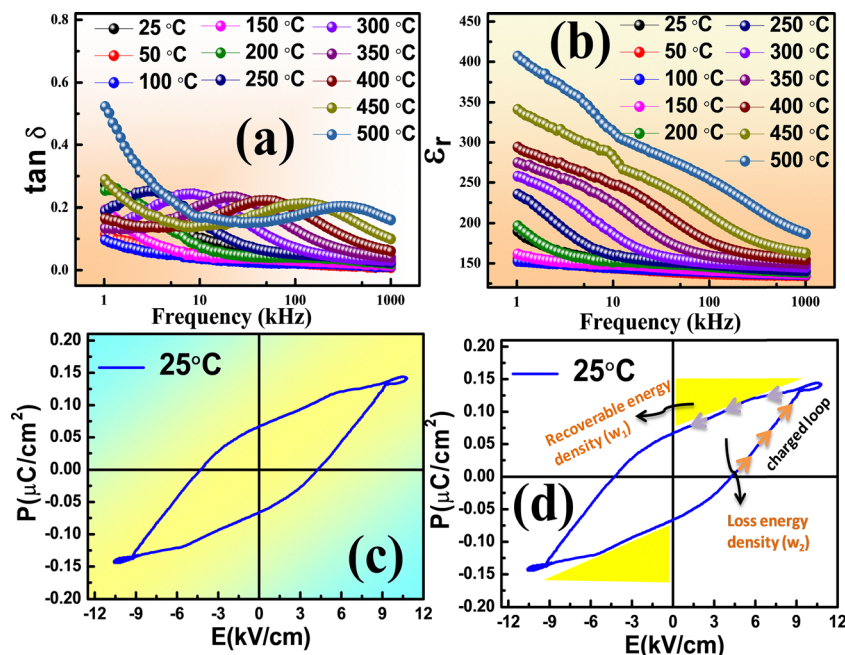 (a)
25 °C 150 °C 300 °C
50 °C 200 °C 350 °C
100 °C 250 °C 400 °C
450 °C
500 °C
tan δ
0.8
0.6
0.4
0.2
0.0
1 10 100 1000
Frequency (kHz)
(b)
25 °C 250 °C
50 °C 300 °C
100 °C 350 °C
150 °C 400 °C
200 °C 450 °C
500 °C
εr
450
400
350
300
250
200
150
1 10 100 1000
Frequency (kHz)
25°C
P(μC/cm²)
0.20
0.15
0.10
0.05
0.00
-0.05
-0.10
-0.15
-0.20
(c)
-12 -9 -6 -3 0 3 6 9 12
E(kV/cm)
25°C
P(μC/cm²)
0.20
0.15
0.10
0.05
0.00
-0.05
-0.10
-0.15
-0.20
Recoverable energy
density (w₁)
charged loop
(d)
Loss energy
density (w₂)
-12 -9 -6 -3 0 3 6 9 12
E(kV/cm)